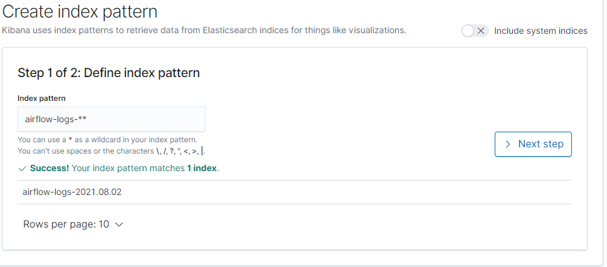 Create index pattern
Kibana uses index patterns to retrieve data from Elasticsearch indices for things like visualizations.
Include system indices
Step 1 of 2: Define index pattern
Index pattern
airflow-logs-**
You can use a * as a wildcard in your index pattern.
You can't use spaces or the characters \, /, ?, ", <, >, |.
Next step
Success! Your index pattern matches 1 index.
airflow-logs-2021.08.02
Rows per page: 10